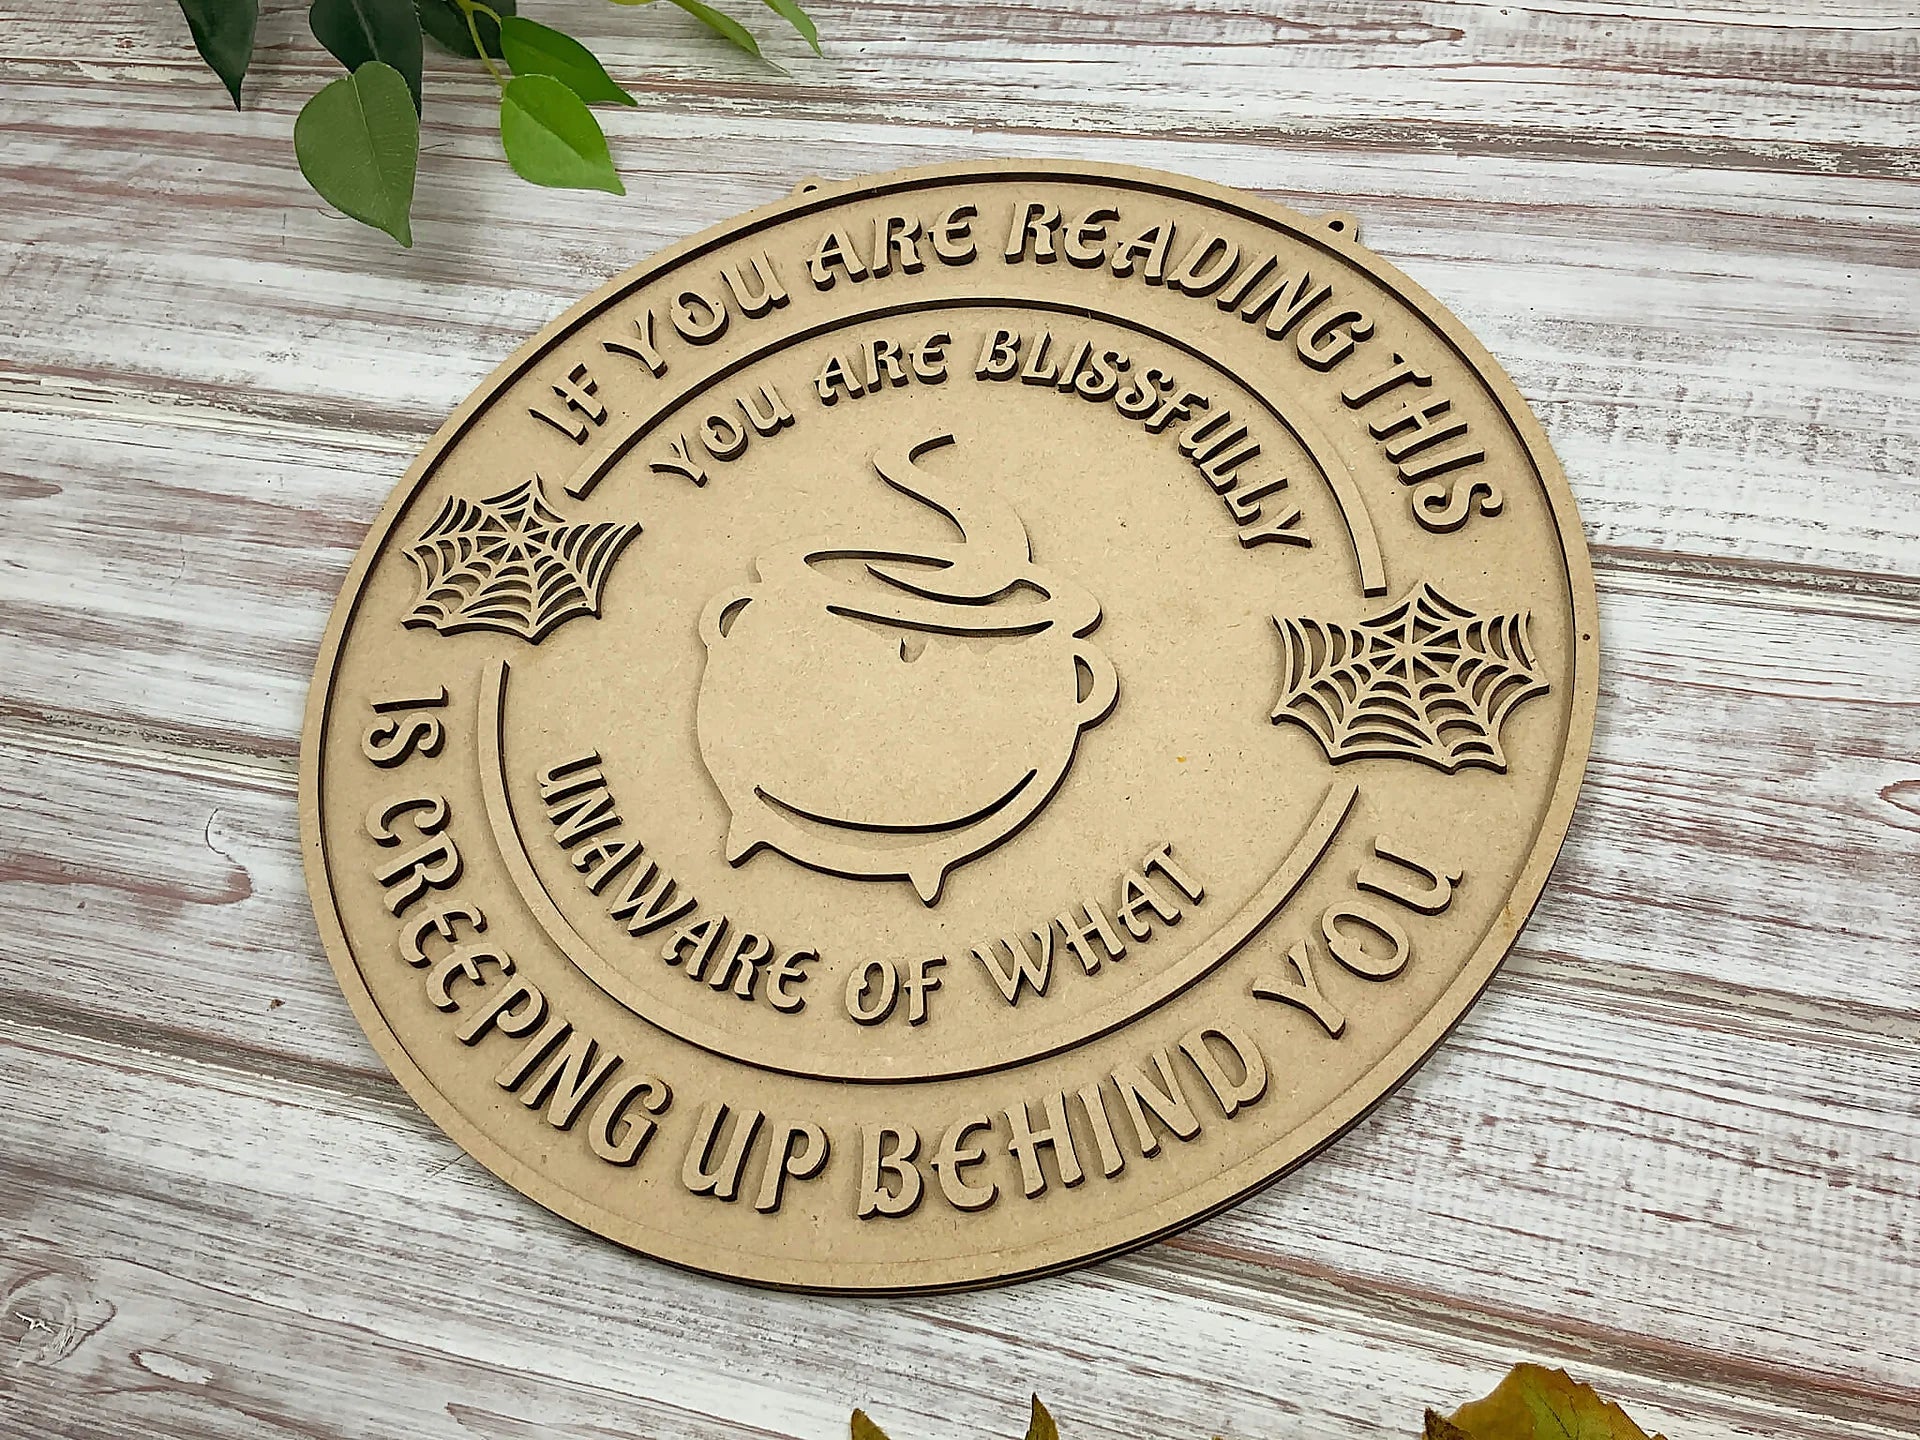 IF YOU ARE READING THIS
YOU ARE BLISSFULLY
UNAWARE OF WHAT
IS CREEPING UP BEHIND YOU